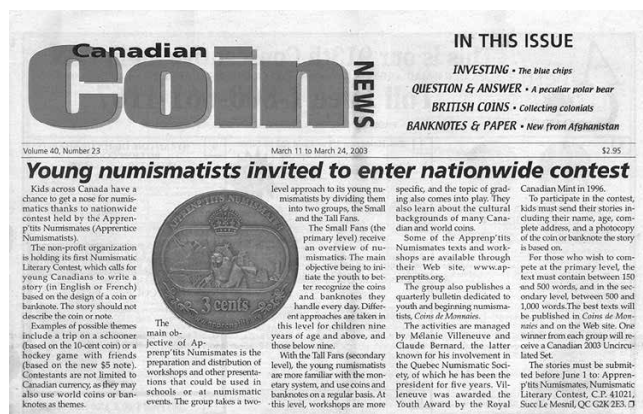 Canadian
Coin
NEWS
IN THIS ISSUE
INVESTING • The blue chips
QUESTION & ANSWER • A peculiar polar bear
BRITISH COINS • Collecting colonials
BANKNOTES & PAPER • New from Afghanistan
Volume 40, Number 23
March 11 to March 24, 2003
$2.95
Young numismatists invited to enter nationwide contest
Kids across Canada have a
chance to get a nose for numis-
matics thanks to nationwide
contest held by the Appren-
p'tits Numismates (Apprentice
Numismatists).
The non-profit organization
is holding its first Numismatic
Literary Contest, which calls for
young Canadians to write a
story (in English or French)
based on the design of a coin or
banknote. The story should not
describe the coin or note.
Examples of possible themes
include a trip on a schooner
(based on the 10-cent coin) or a
hockey game with friends
(based on the new $5 note).
Contestants are not limited to
Canadian currency, as they may
also use world coins or ban-
knotes as themes.
3 cents
The
main ob-
jective of Ap-
prenp'tits Numismates is the
preparation and distribution of
workshops and other presenta-
tions that could be used in
schools or at numismatic
events. The group takes a two-
level approach to its young nu-
mismatists by dividing them
into two groups, the Small
and the Tall Fans.
The Small Fans (the
primary level) receive
an overview of nu-
mismatics. The main
objective being to ini-
tiate the youth to bet-
ter recognize the coins
and banknotes they
handle every day. Differ-
ent approaches are taken in
this level for children nine
years of age and above, and
those below nine.
With the Tall Fans (secondary
level), the young numismatists
are more familiar with the mon-
etary system, and use coins and
banknotes on a regular basis. At
this level, workshops are more
specific, and the topic of grad-
ing also comes into play. They
also learn about the cultural
backgrounds of many Cana-
dian and world coins.
Some of the Apprenp'tits
Numismates texts and work-
shops are available through
their Web site, www.ap-
prenptits.org.
The group also publishes a
quarterly bulletin dedicated to
youth and beginning numisma-
tists, Coins de Monnaies.
The activities are managed
by Mélanie Villeneuve and
Claude Bernard, the latter
known for his involvement in
the Quebec Numismatic Soci-
ety, of which he has been the
president for five years. Vil-
leneuve was awarded the
Youth Award by the Royal
Canadian Mint in 1996.
To participate in the contest,
kids must send their stories in-
cluding their name, age, com-
plete address, and a photocopy
of the coin or banknote the story
is based on.
For those who wish to com-
pete at the primary level, the
text must contain between 150
and 500 words, and in the sec-
ondary level, between 500 and
1,000 words.The best texts will
be published in Coins de Mon-
naies and on the Web site. One
winner from each group will re-
ceive a Canada 2003 Uncircu-
lated Set.
The stories must be submit-
ted before June 1 to: Appren-
p'tits Numismates, Numismatic
Literary Contest, C.P. 41021,
Succ Le Mesnil, QC G2K 2E3.